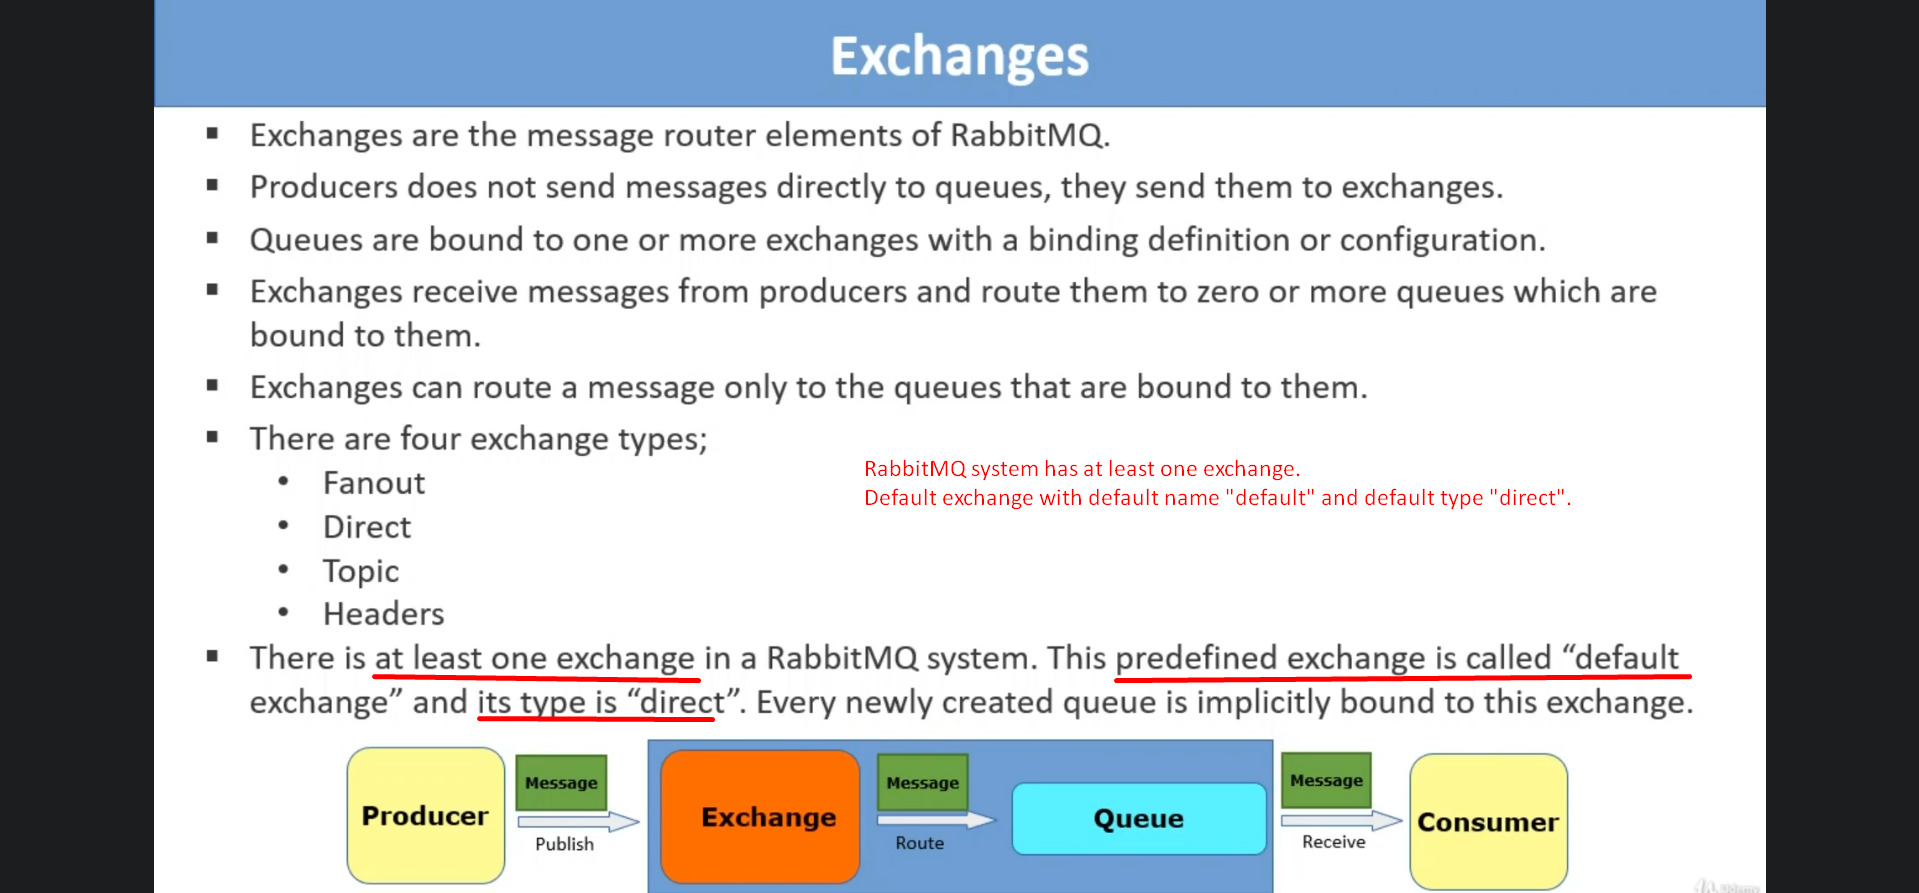 Exchanges
▪ Exchanges are the message router elements of RabbitMQ.
▪ Producers does not send messages directly to queues, they send them to exchanges.
▪ Queues are bound to one or more exchanges with a binding definition or configuration.
▪ Exchanges receive messages from producers and route them to zero or more queues which are
bound to them.
▪ Exchanges can route a message only to the queues that are bound to them.
▪ There are four exchange types;
• Fanout
• Direct
• Topic
• Headers
RabbitMQ system has at least one exchange.
Default exchange with default name "default" and default type "direct".
▪ There is at least one exchange in a RabbitMQ system. This predefined exchange is called “default
exchange” and its type is “direct”. Every newly created queue is implicitly bound to this exchange.
Producer
Message
Publish
Exchange
Message
Route
Queue
Message
Receive
Consumer
Udemy